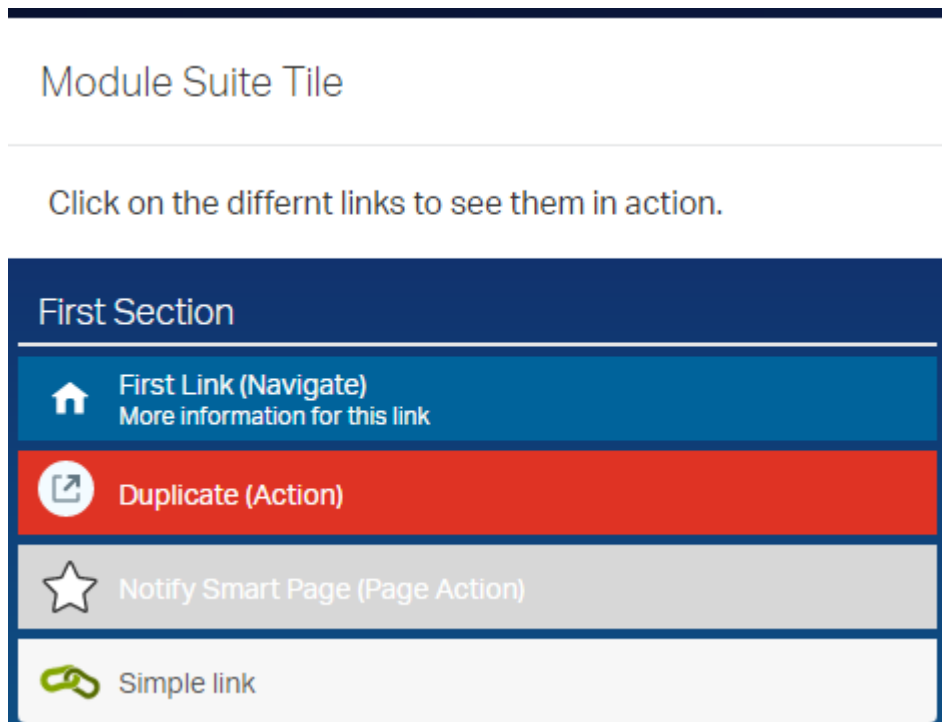 Module Suite Tile
Click on the differnt links to see them in action.
First Section
First Link (Navigate)
More information for this link
Duplicate (Action)
Notify Smart Page (Page Action)
Simple link